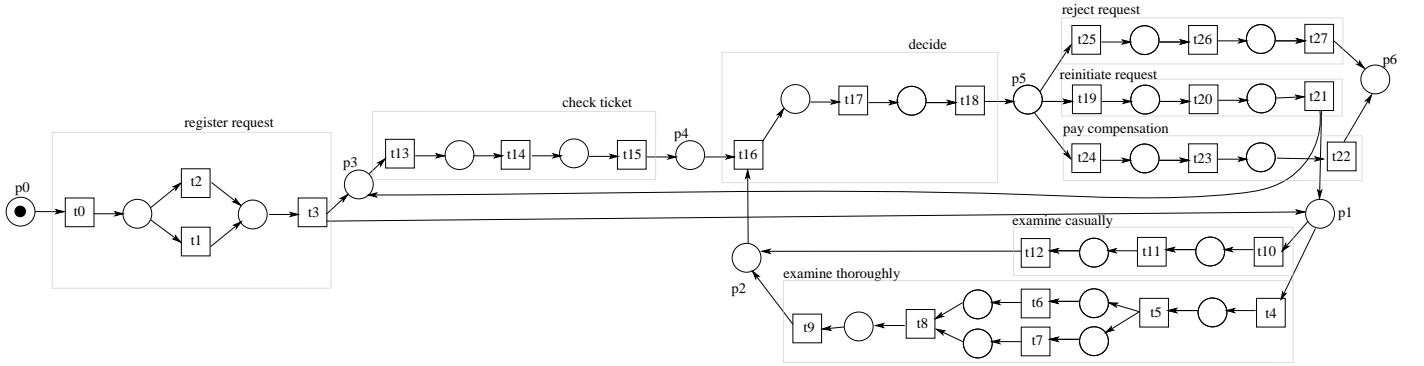 reject request
t25
t26
t27
p6
decide
p5
reinitiate request
t19
t20
t21
t17
t18
check ticket
pay compensation
register request
p3
t13
t14
t15
p4
t16
t24
t23
t22
p0
t0
t2
t1
t3
p1
examine casually
t12
t11
t10
p2
examine thoroughly
t9
t8
t6
t7
t5
t4